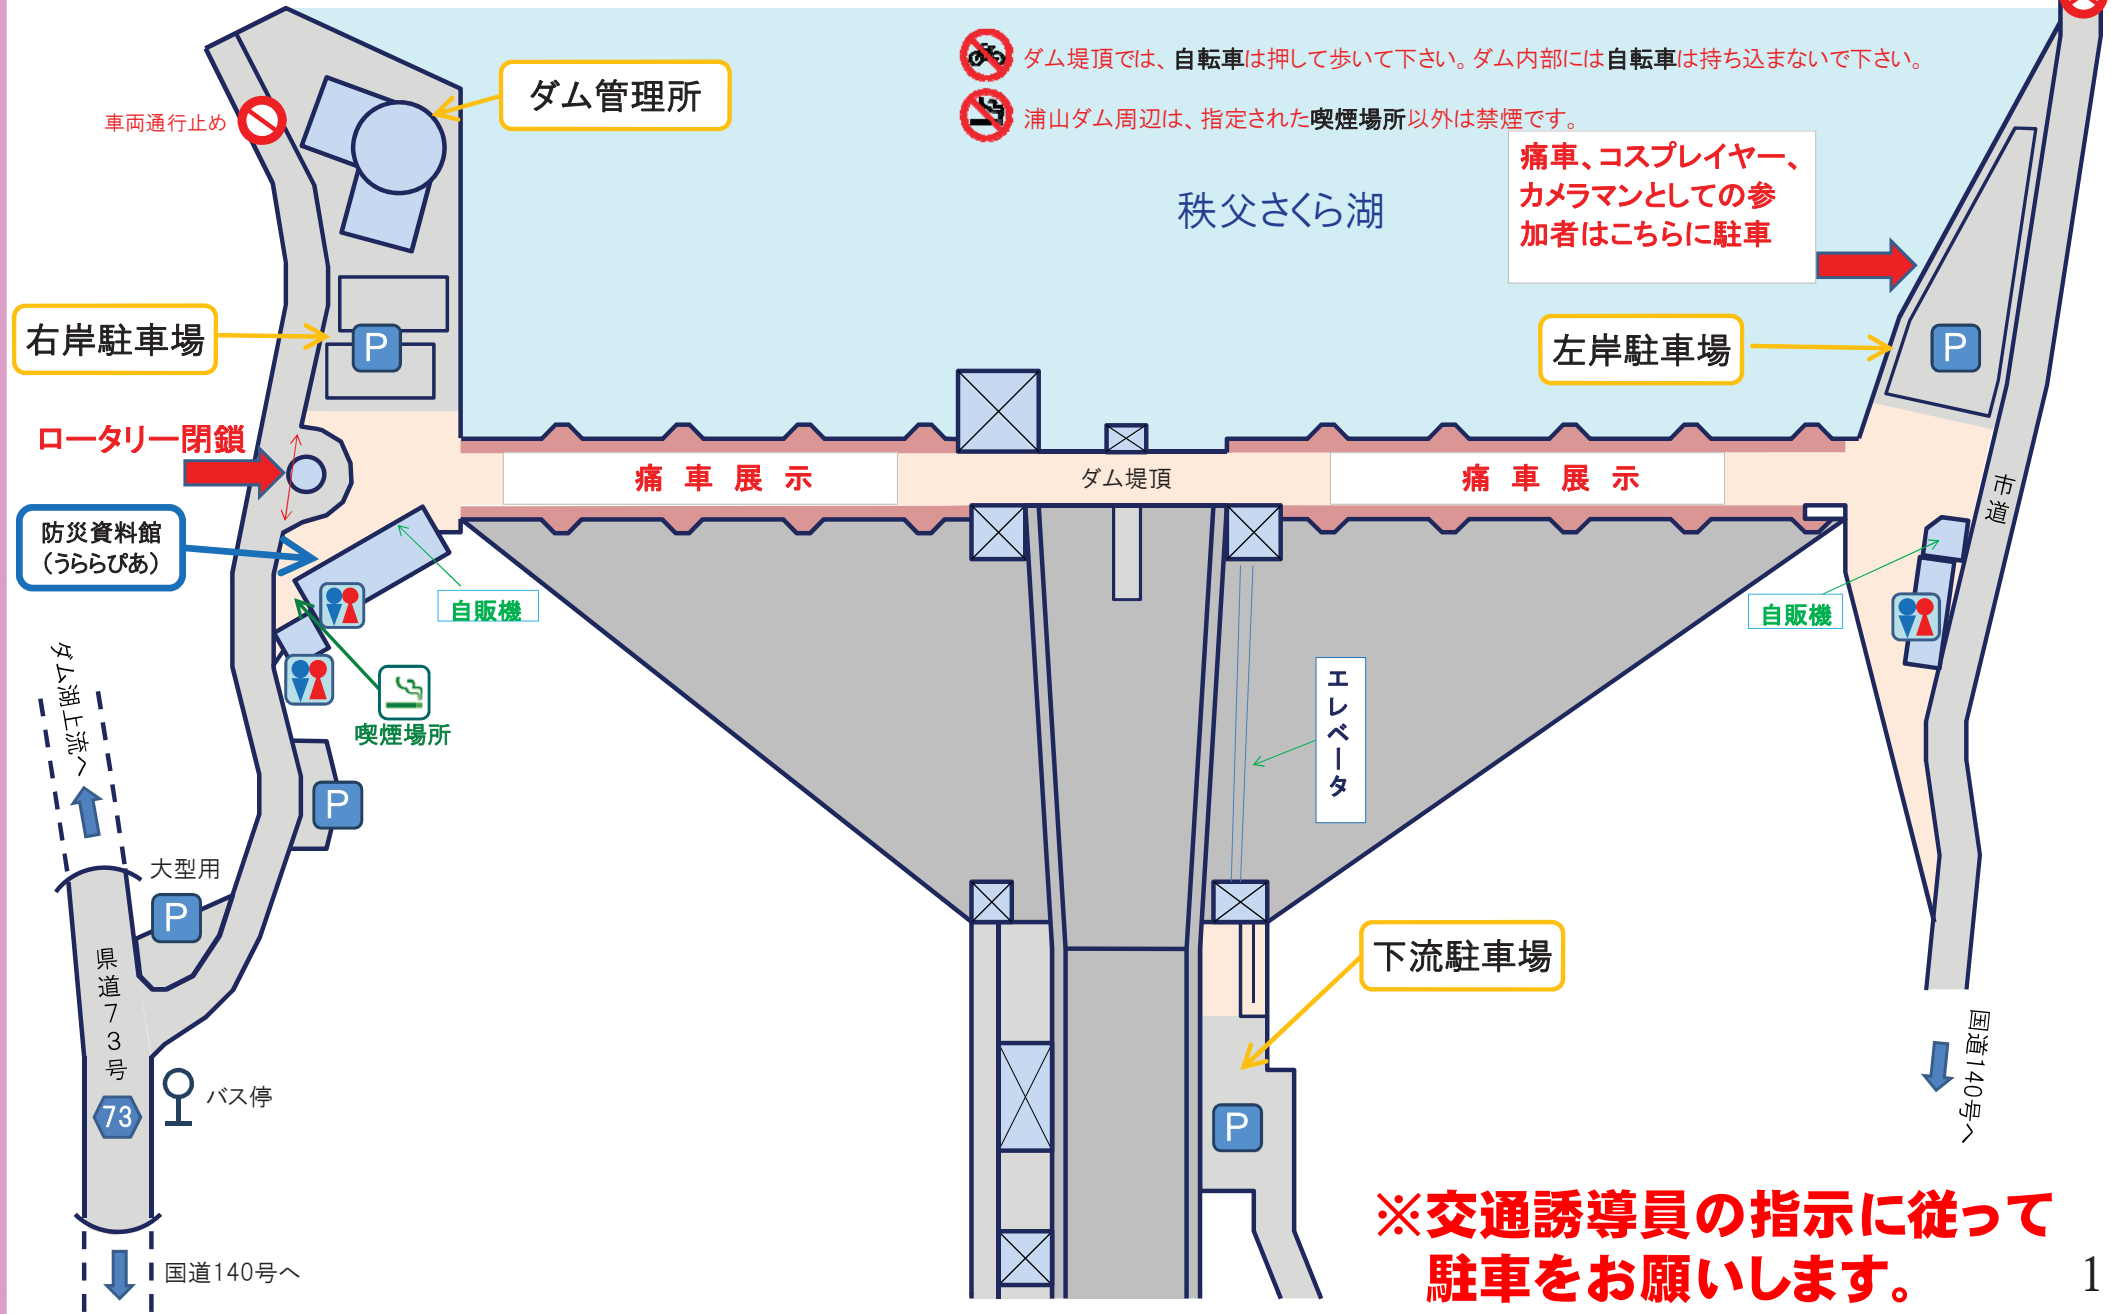 ダム堤頂では、自転車は押して歩いて下さい。ダム内部には自転車は持ち込まないで下さい。
浦山ダム周辺は、指定された喫煙場所以外は禁煙です。
ダム管理所
車両通行止め
痛車、コスプレイヤー、
カメラマンとしての参
加者はこちらに駐車
秩父さくら湖
右岸駐車場
P
左岸駐車場
P
ロータリー閉鎖
痛車展示
ダム堤頂
痛車展示
市道
防災資料館
（うららぴあ）
自販機
自販機
喫煙場所
エレベータ
ダム湖上流へ
P
大型用
P
県道73号
73
バス停
国道140号へ
下流駐車場
P
国道140号へ
※交通誘導員の指示に従って
駐車をお願いします。
1